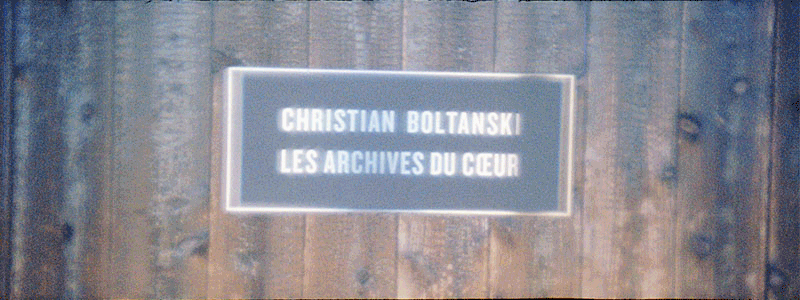 CHRISTIAN BOLTANSKI
LES ARCHIVES DU CŒUR